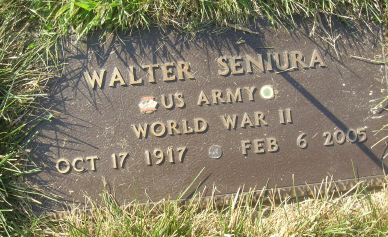 WALTER SENIURA
US ARMY
WORLD WAR II
OCT 17 1917 FEB 6 2005